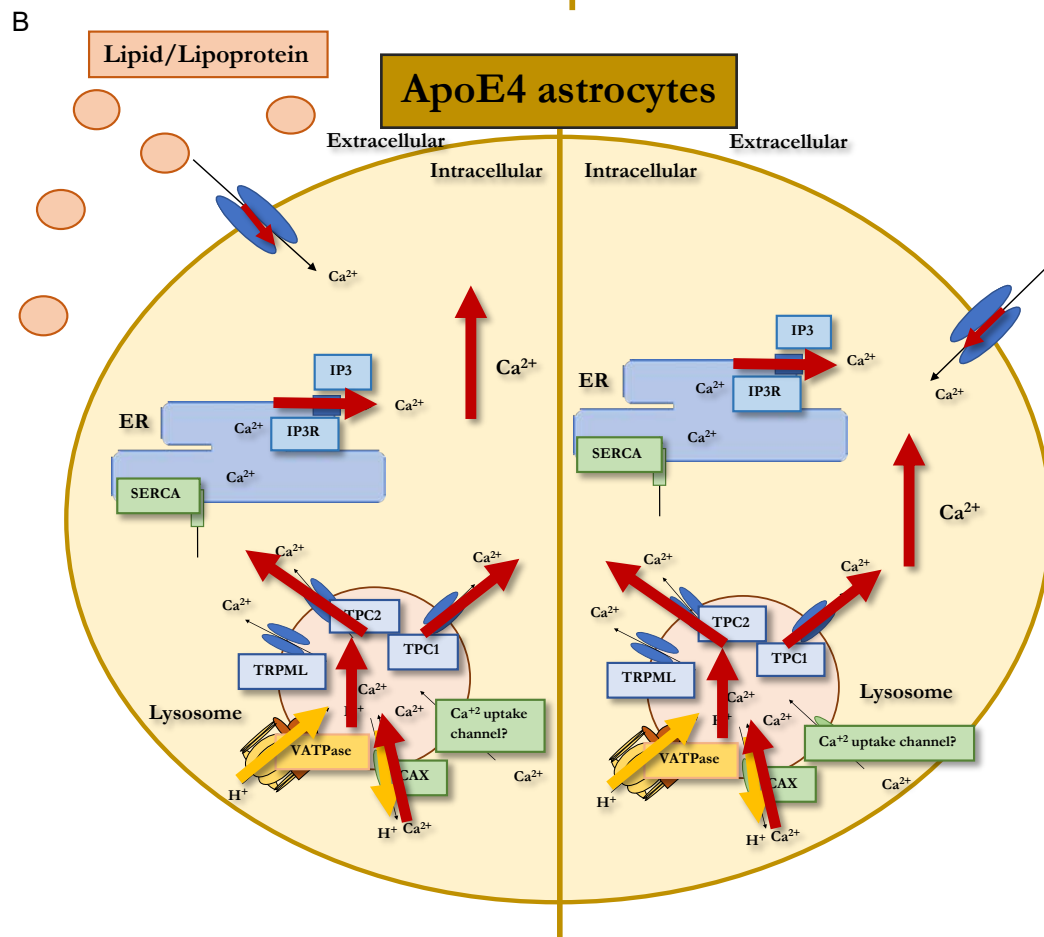 B
Lipid/Lipoprotein
ApoE4 astrocytes
Extracellular
Intracellular
Ca²⁺
IP3
Ca²⁺
Ca²⁺
ER
Ca²⁺
IP3R
Ca²⁺
SERCA
Ca²⁺
Ca²⁺
Ca²⁺
TPC2
TPC1
TRPML
Lysosome
Ca²⁺
H⁺
Ca²⁺
Ca⁺² uptake
channel?
VATPase
CAX
Ca²⁺
H⁺
H⁺
Ca²⁺
Extracellular
Intracellular
IP3
Ca²⁺
Ca²⁺
ER
Ca²⁺
IP3R
Ca²⁺
SERCA
Ca²⁺
Ca²⁺
Ca²⁺
Ca²⁺
TPC2
TPC1
TRPML
Lysosome
Ca²⁺
H⁺
Ca²⁺
Ca⁺² uptake channel?
VATPase
CAX
Ca²⁺
H⁺
H⁺
Ca²⁺